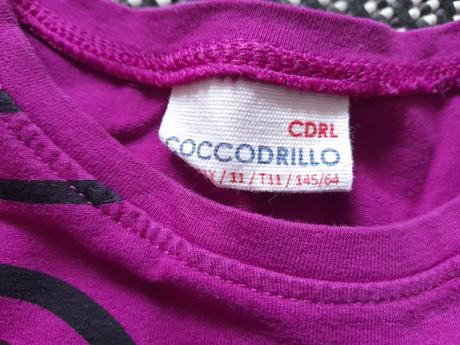 CDRL
COCCODRILLO
/ 11 / T11 / 145/64